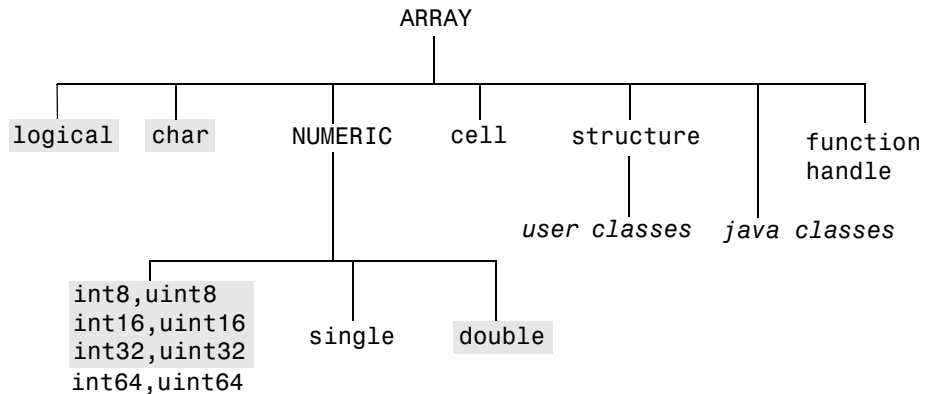 ARRAY
logical char NUMERIC cell structure function
handle
user classes java classes
int8,uint8
int16,uint16
int32,uint32
int64,uint64
single
double